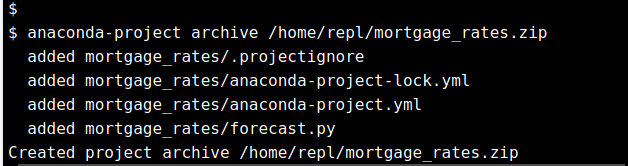 $
$ anaconda-project archive /home/repl/mortgage_rates.zip
  added mortgage_rates/.projectignore
  added mortgage_rates/anaconda-project-lock.yml
  added mortgage_rates/anaconda-project.yml
  added mortgage_rates/forecast.py
Created project archive /home/repl/mortgage_rates.zip